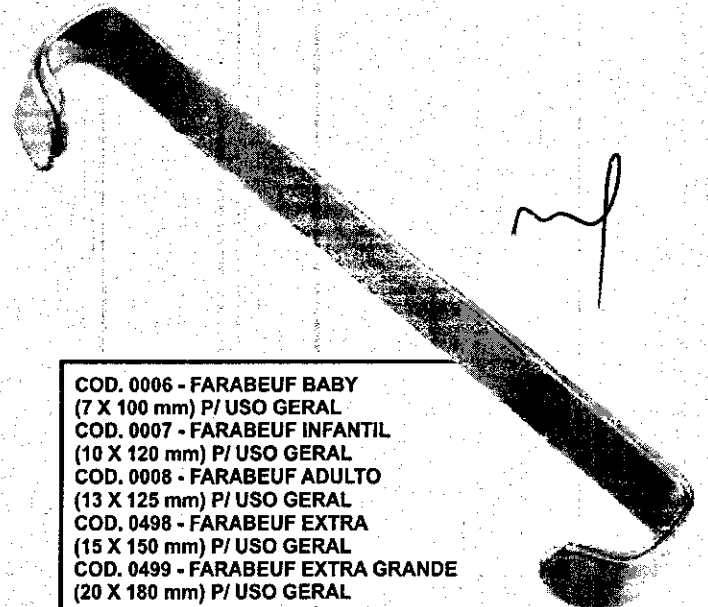 COD. 0006 - FARABEUF BABY
(7 X 100 mm) P/ USO GERAL
COD. 0007 - FARABEUF INFANTIL
(10 X 120 mm) P/ USO GERAL
COD. 0008 - FARABEUF ADULTO
(13 X 125 mm) P/ USO GERAL
COD. 0498 - FARABEUF EXTRA
(15 X 150 mm) P/ USO GERAL
COD. 0499 - FARABEUF EXTRA GRANDE
(20 X 180 mm) P/ USO GERAL